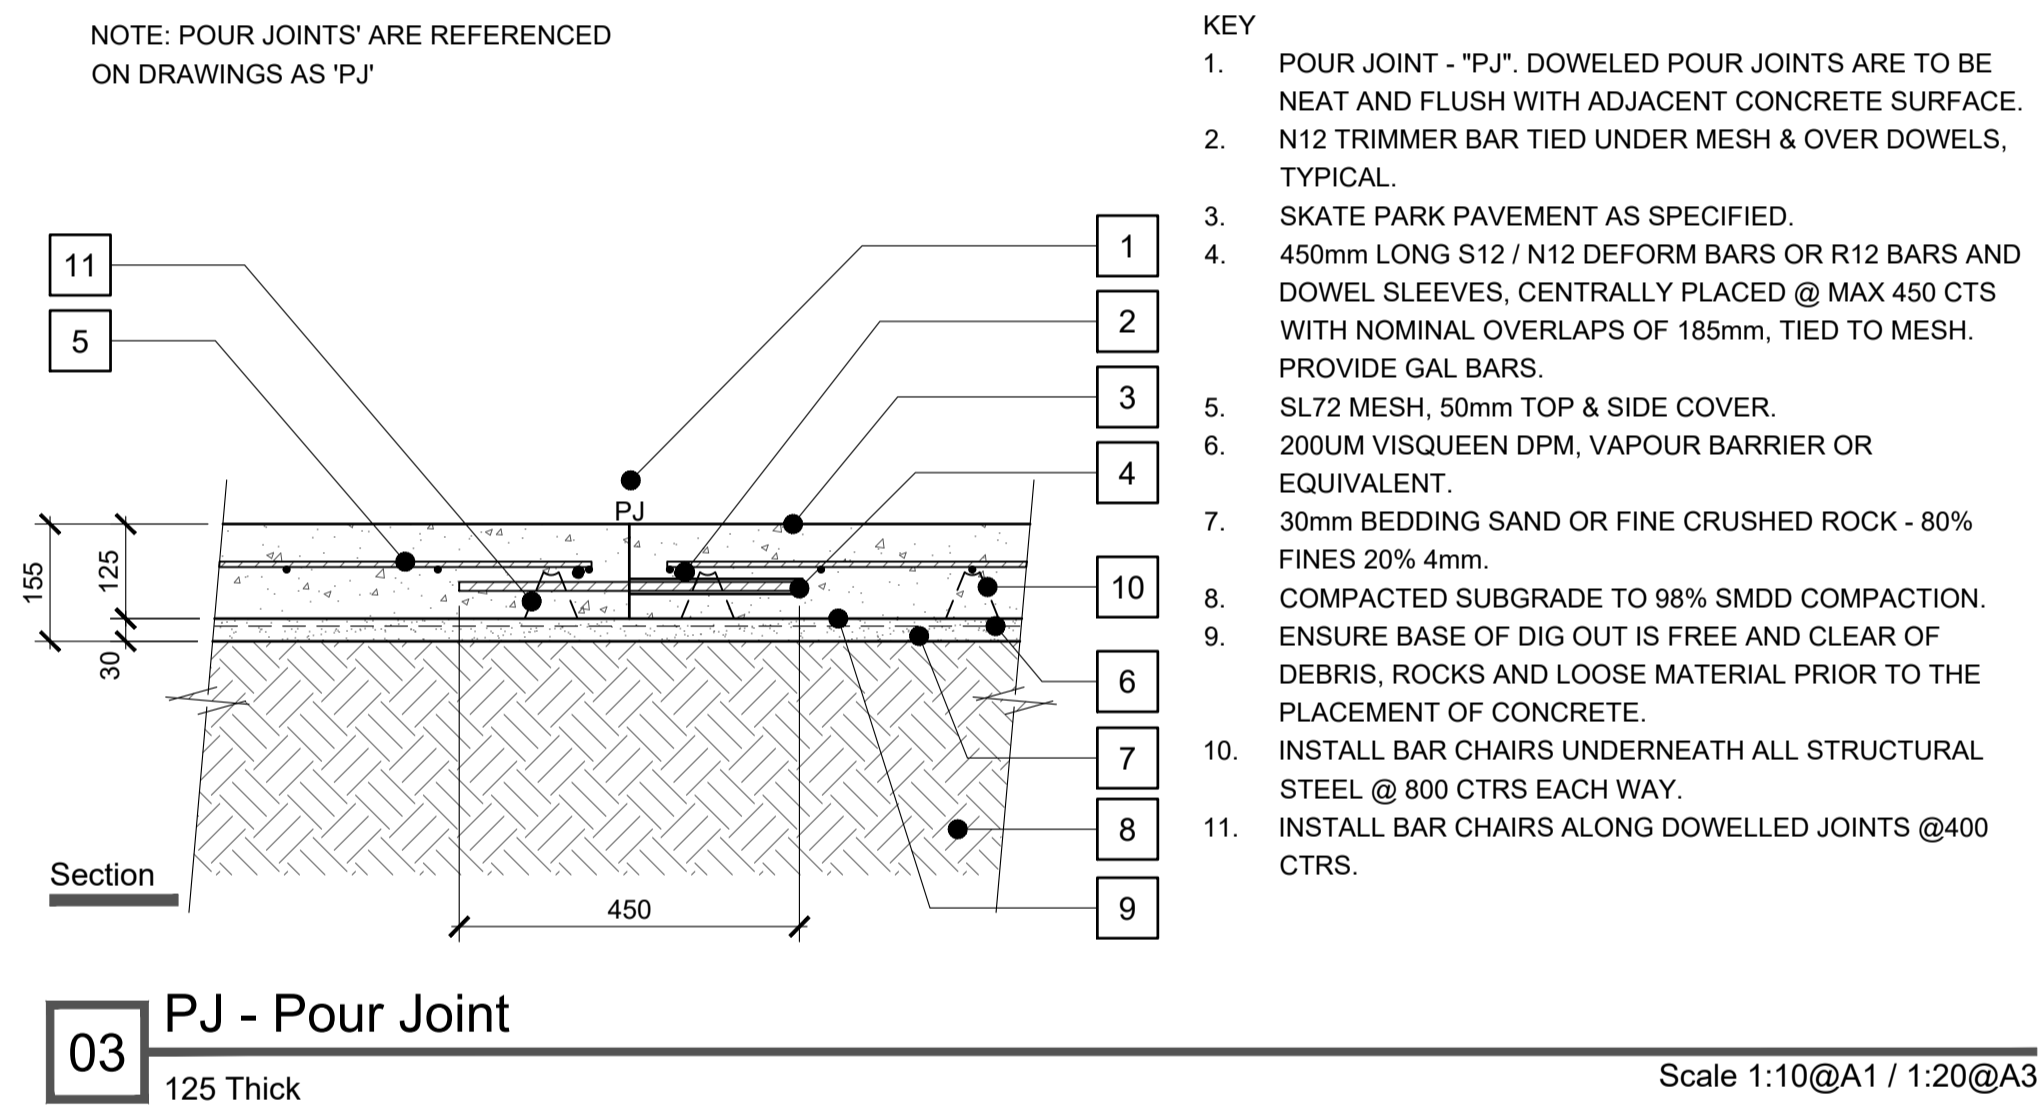 NOTE: POUR JOINTS' ARE REFERENCED
ON DRAWINGS AS 'PJ'
KEY
1. POUR JOINT - "PJ". DOWELED POUR JOINTS ARE TO BE
NEAT AND FLUSH WITH ADJACENT CONCRETE SURFACE.
2. N12 TRIMMER BAR TIED UNDER MESH & OVER DOWELS,
TYPICAL.
3. SKATE PARK PAVEMENT AS SPECIFIED.
4. 450mm LONG S12 / N12 DEFORM BARS OR R12 BARS AND
DOWEL SLEEVES, CENTRALLY PLACED @ MAX 450 CTS
WITH NOMINAL OVERLAPS OF 185mm, TIED TO MESH.
PROVIDE GAL BARS.
5. SL72 MESH, 50mm TOP & SIDE COVER.
6. 200UM VISQUEEN DPM, VAPOUR BARRIER OR
EQUIVALENT.
7. 30mm BEDDING SAND OR FINE CRUSHED ROCK - 80%
FINES 20% 4mm.
8. COMPACTED SUBGRADE TO 98% SMDD COMPACTION.
9. ENSURE BASE OF DIG OUT IS FREE AND CLEAR OF
DEBRIS, ROCKS AND LOOSE MATERIAL PRIOR TO THE
PLACEMENT OF CONCRETE.
10. INSTALL BAR CHAIRS UNDERNEATH ALL STRUCTURAL
STEEL @ 800 CTRS EACH WAY.
11. INSTALL BAR CHAIRS ALONG DOWELLED JOINTS @400
CTRS.
11
5
1
2
3
4
10
6
7
8
9
PJ
155
125
30
450
Section
03
PJ - Pour Joint
125 Thick
Scale 1:10@A1 / 1:20@A3